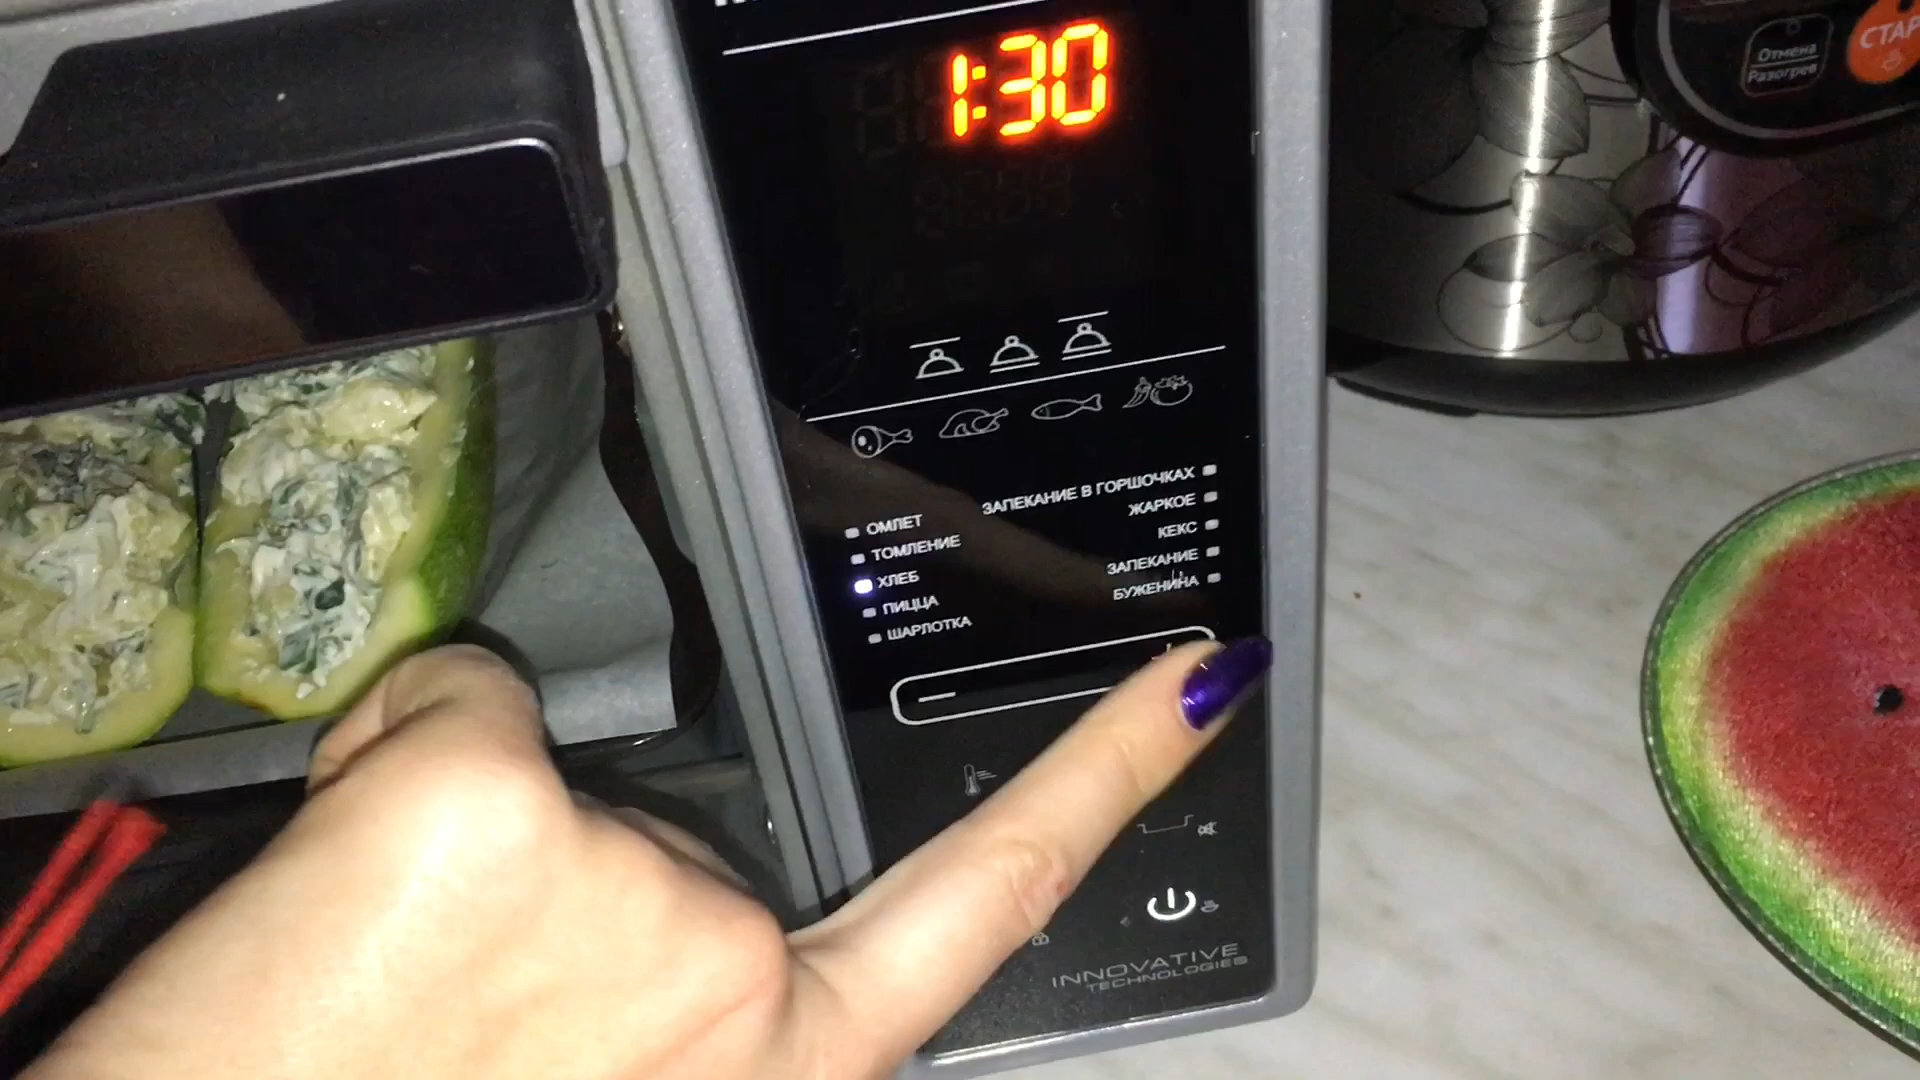 1:30
Отмена
Разогрев
СТАР
ЗАПЕКАНИЕ В ГОРШОЧКАХ
ЖАРКОЕ
КЕКС
ЗАПЕКАНИЕ
БУЖЕНИНА
ОМЛЕТ
ТОМЛЕНИЕ
ХЛЕБ
ПИЦЦА
ШАРЛОТКА
INNOVATIVE
TECHNOLOGIES